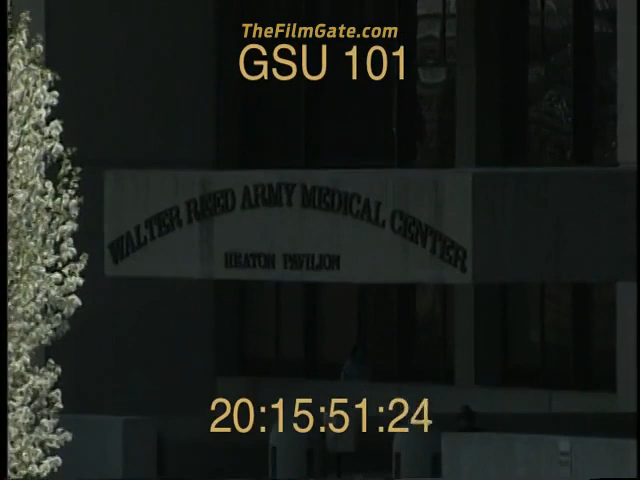 TheFilmGate.com
GSU 101
WALTER REED ARMY MEDICAL CENTER
HEATON PAVILION
20:15:51:24